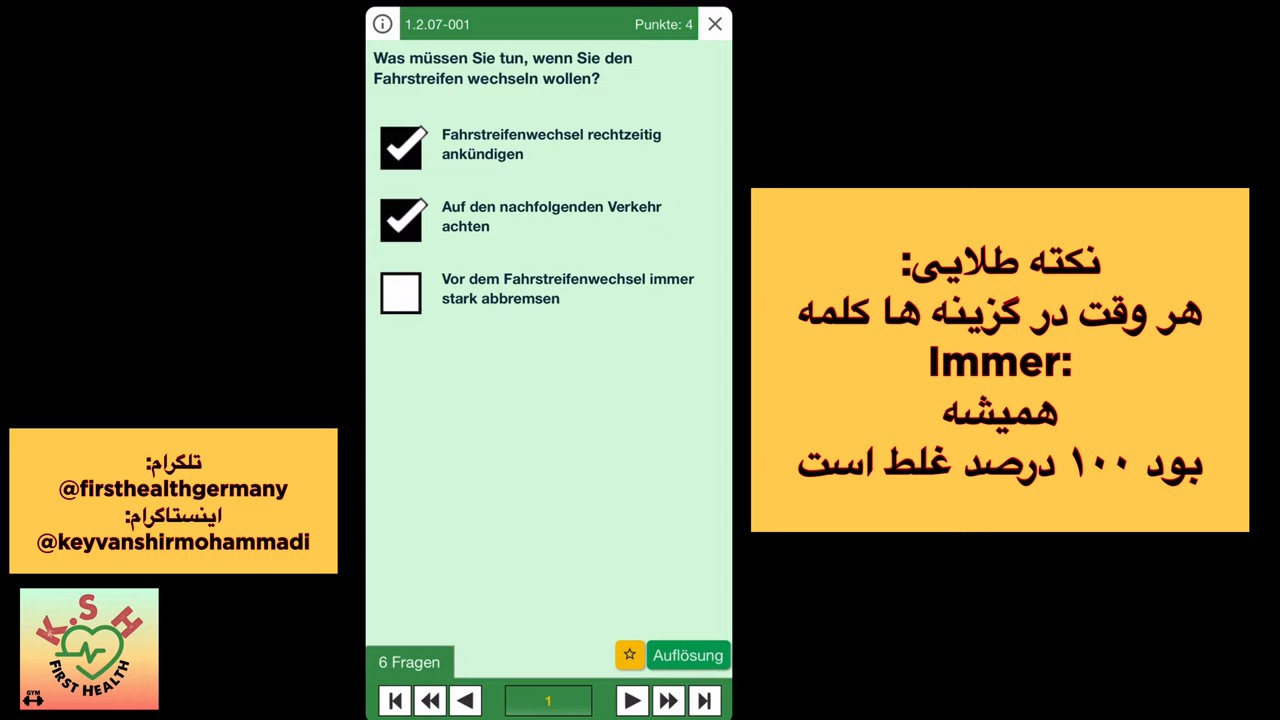 1.2.07-001
Punkte: 4
Was müssen Sie tun, wenn Sie den
Fahrstreifen wechseln wollen?
Fahrstreifenwechsel rechtzeitig
ankündigen
Auf den nachfolgenden Verkehr
achten
Vor dem Fahrstreifenwechsel immer
stark abbremsen
6 Fragen
Auflösung
1
نکته طلایی:
هر وقت در گزینه ها کلمه
Immer:
همیشه
بود ۱۰۰ درصد غلط است
تلگرام:
@firsthealthgermany
اینستاگرام:
@keyvanshirmohammadi
K.SH
FIRST HEALTH
GYM